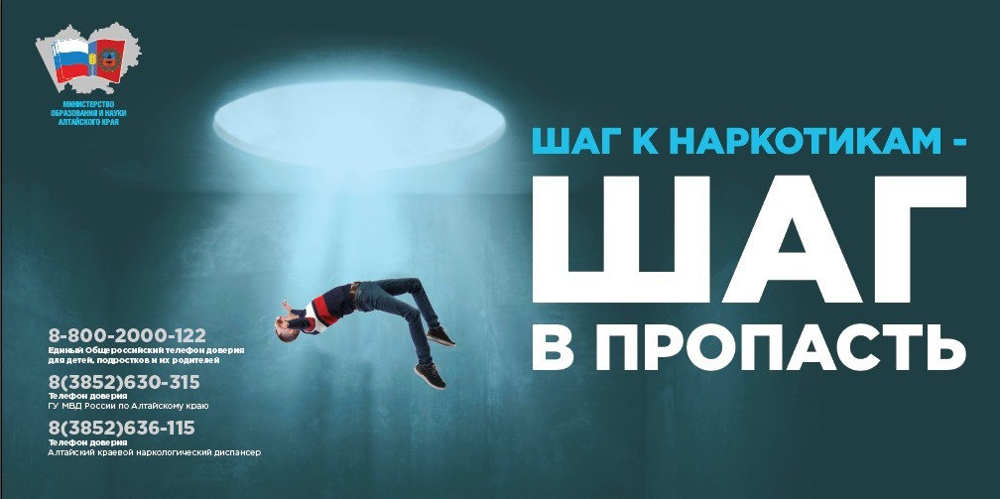 МИНИСТЕРСТВО
ОБРАЗОВАНИЯ И НАУКИ
АЛТАЙСКОГО КРАЯ
ШАГ К НАРКОТИКАМ -
ШАГ
В ПРОПАСТЬ
8-800-2000-122
Единый Общероссийский телефон доверия
для детей, подростков и их родителей
8(3852)630-315
Телефон доверия
ГУ МВД России по Алтайскому краю
8(3852)636-115
Телефон доверия
Алтайский краевой наркологический диспансер